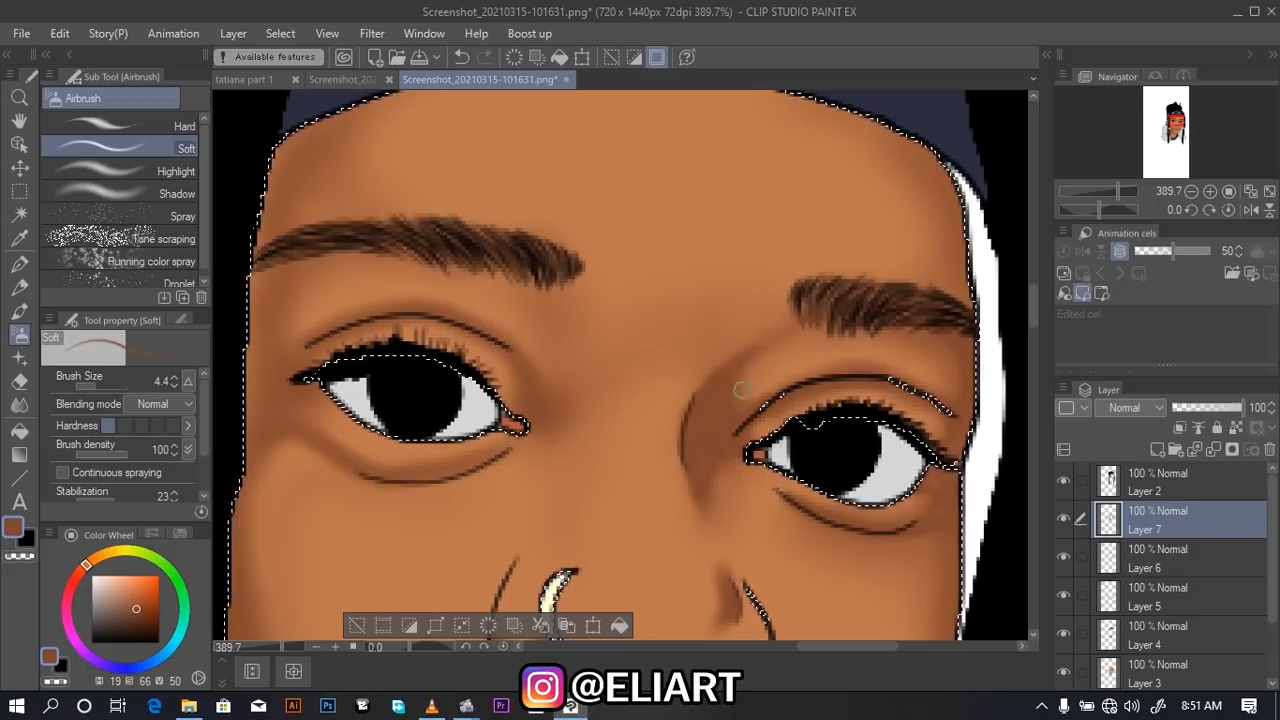 Screenshot_20210315-101631.png* (720 x 1440px 72dpi 389.7%) - CLIP STUDIO PAINT EX
File Edit Story(P) Animation Layer Select View Filter Window Help Boost up
Available features
tatiana part 1 Screenshot_202 Screenshot_20210315-101631.png*
Sub Tool [Airbrush]
Airbrush
Hard
Soft
Highlight
Shadow
Spray
Tone scraping
Running color spray
Droplet
Tool property [Soft]
Soft
Brush Size 4.4
Blending mode Normal
Hardness
Brush density 100
Continuous spraying
Stabilization 23
Color Wheel
H 19 S 66 V 50
389.7 0.0
Navigator
389.7
0.0
Animation cels
50
Edited cel
Layer
Normal 100
100 % Normal
Layer 2
100 % Normal
Layer 7
100 % Normal
Layer 6
100 % Normal
Layer 5
100 % Normal
Layer 4
100 % Normal
Layer 3
@ELIART
8:51 AM